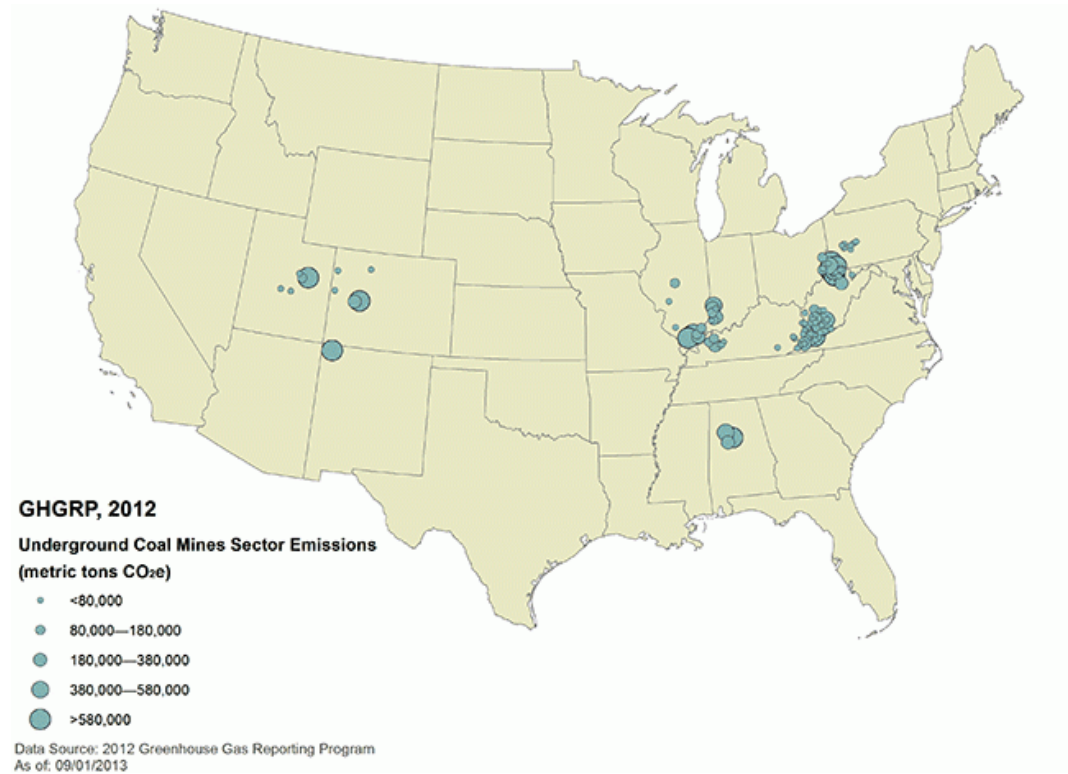 GHGRP, 2012
Underground Coal Mines Sector Emissions
(metric tons CO₂e)
<80,000
80,000—180,000
180,000—380,000
380,000—580,000
>580,000
Data Source: 2012 Greenhouse Gas Reporting Program
As of: 09/01/2013